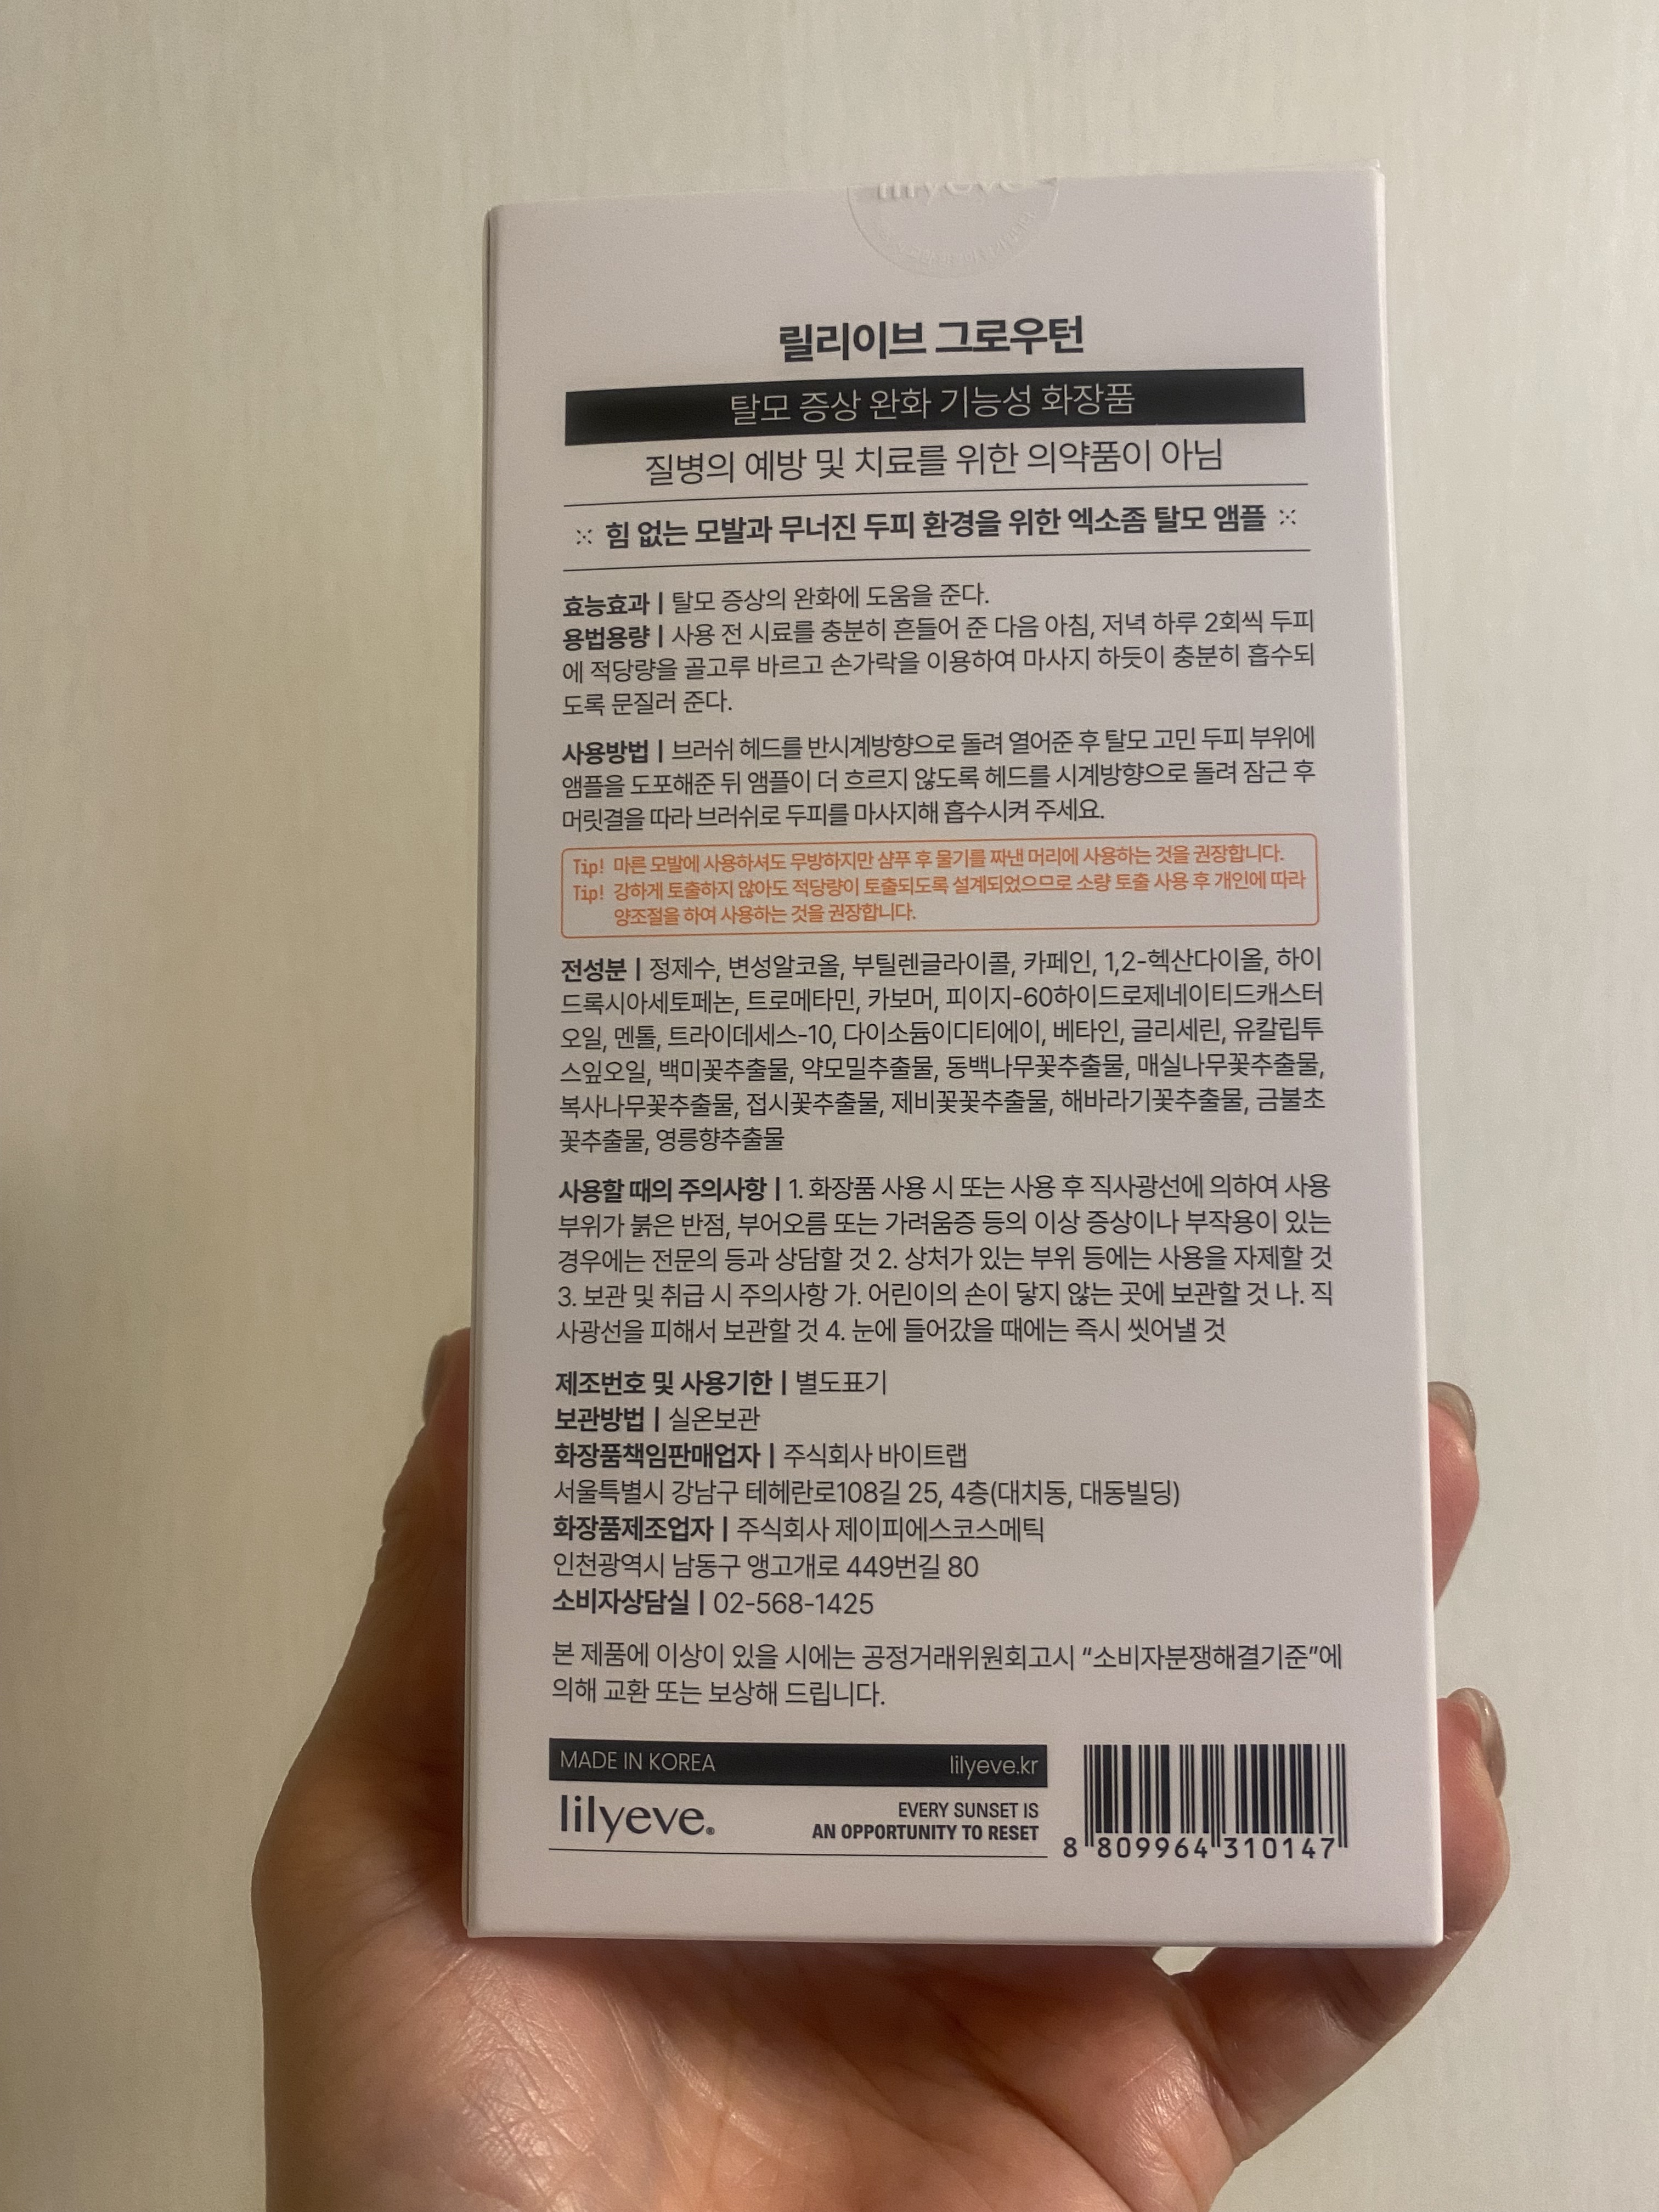 lilyeve
릴리이브 그로우턴
탈모 증상 완화 기능성 화장품
질병의 예방 및 치료를 위한 의약품이 아님
힘 없는 모발과 무너진 두피 환경을 위한 엑소좀 탈모 앰플
효능효과 | 탈모 증상의 완화에 도움을 준다.
용법용량 | 사용 전 시료를 충분히 흔들어 준 다음 아침, 저녁 하루 2회씩 두피
에 적당량을 골고루 바르고 손가락을 이용하여 마사지 하듯이 충분히 흡수되
도록 문질러 준다.
사용방법 | 브러쉬 헤드를 반시계방향으로 돌려 열어준 후 탈모 고민 두피 부위에
앰플을 도포해준 뒤 앰플이 더 흐르지 않도록 헤드를 시계방향으로 돌려 잠근 후
머릿결을 따라 브러쉬로 두피를 마사지해 흡수시켜 주세요.
Tip! 마른 모발에 사용하셔도 무방하지만 샴푸 후 물기를 짜낸 머리에 사용하는 것을 권장합니다.
Tip! 강하게 토출하지 않아도 적당량이 토출되도록 설계되었으므로 소량 토출 사용 후 개인에 따라
양조절을 하여 사용하는 것을 권장합니다.
전성분 | 정제수, 변성알코올, 부틸렌글라이콜, 카페인, 1,2-헥산다이올, 하이
드록시아세토페논, 트로메타민, 카보머, 피이지-60하이드로제네이티드캐스터
오일, 멘톨, 트라이데세스-10, 다이소듐이디티에이, 베타인, 글리세린, 유칼립투
스잎오일, 백미꽃추출물, 약모밀추출물, 동백나무꽃추출물, 매실나무꽃추출물,
복사나무꽃추출물, 접시꽃추출물, 제비꽃꽃추출물, 해바라기꽃추출물, 금불초
꽃추출물, 영릉향추출물
사용할 때의 주의사항 | 1. 화장품 사용 시 또는 사용 후 직사광선에 의하여 사용
부위가 붉은 반점, 부어오름 또는 가려움증 등의 이상 증상이나 부작용이 있는
경우에는 전문의 등과 상담할 것 2. 상처가 있는 부위 등에는 사용을 자제할 것
3. 보관 및 취급 시 주의사항 가. 어린이의 손이 닿지 않는 곳에 보관할 것 나. 직
사광선을 피해서 보관할 것 4. 눈에 들어갔을 때에는 즉시 씻어낼 것
제조번호 및 사용기한 | 별도표기
보관방법 | 실온보관
화장품책임판매업자 | 주식회사 바이트랩
서울특별시 강남구 테헤란로108길 25, 4층(대치동, 대동빌딩)
화장품제조업자 | 주식회사 제이피에스코스메틱
인천광역시 남동구 앵고개로 449번길 80
소비자상담실 | 02-568-1425
본 제품에 이상이 있을 시에는 공정거래위원회고시 “소비자분쟁해결기준”에
의해 교환 또는 보상해 드립니다.
MADE IN KOREA lilyeve.kr
lilyeve®
EVERY SUNSET IS
AN OPPORTUNITY TO RESET
8 809964 310147